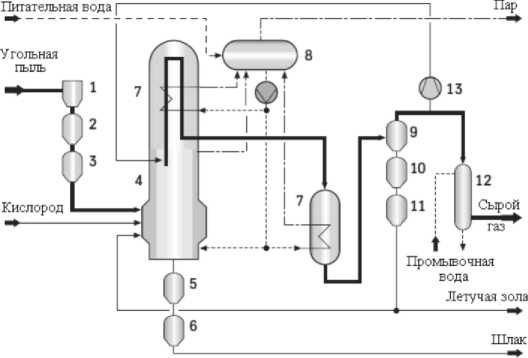 Питательная вода
Пар
Угольная
пыль
1
2
3
4
7
8
13
9
10
11
12
7
Кислород
Сырой
газ
Промывочная
вода
5
6
Летучая зола
Шлак